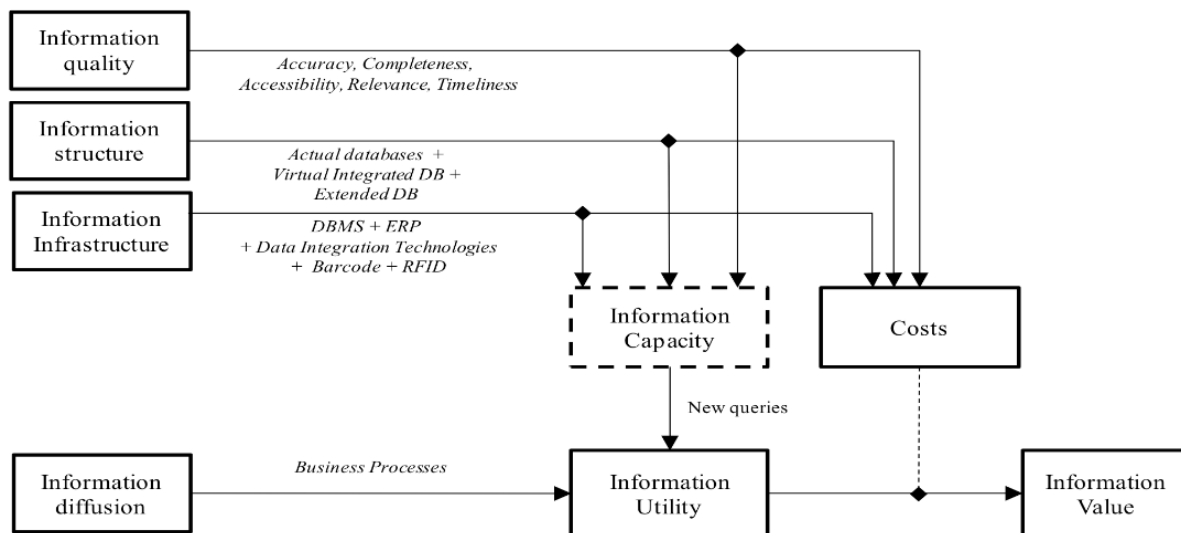 Information
quality
Accuracy, Completeness,
Accessibility, Relevance, Timeliness
Information
structure
Actual databases +
Virtual Integrated DB +
Extended DB
Information
Infrastructure
DBMS + ERP
+ Data Integration Technologies
+ Barcode + RFID
Information
Capacity
Costs
New queries
Information
diffusion
Business Processes
Information
Utility
Information
Value